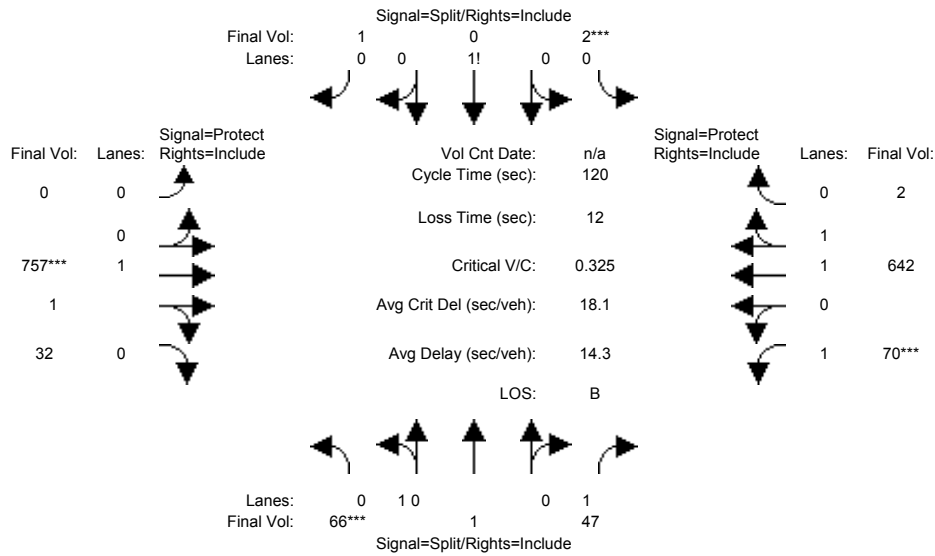 Signal=Split/Rights=Include
Final Vol: 1 0 2***
Lanes: 0 0 1! 0 0
Signal=Protect
Final Vol: Lanes: Rights=Include
Vol Cnt Date: n/a
Signal=Protect
Rights=Include Lanes: Final Vol:
Cycle Time (sec): 120
0 0
0 2
Loss Time (sec): 12
0
1
757*** 1
Critical V/C: 0.325
1 642
1
Avg Crit Del (sec/veh): 18.1
0
32 0
Avg Delay (sec/veh): 14.3
1 70***
LOS: B
Lanes: 0 1 0 0 1
Final Vol: 66*** 1 47
Signal=Split/Rights=Include